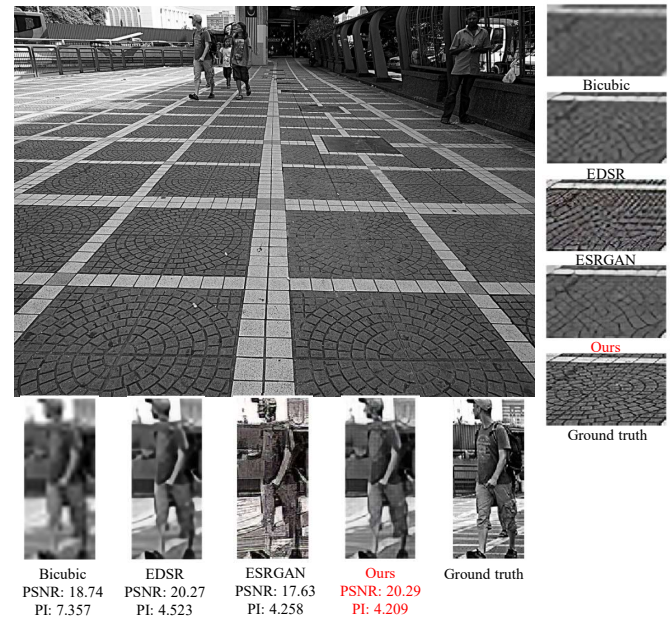 Bicubic
EDSR
ESRGAN
Ours
Ground truth
Bicubic EDSR ESRGAN Ours Ground truth
PSNR: 18.74 PSNR: 20.27 PSNR: 17.63 PSNR: 20.29
PI: 7.357 PI: 4.523 PI: 4.258 PI: 4.209